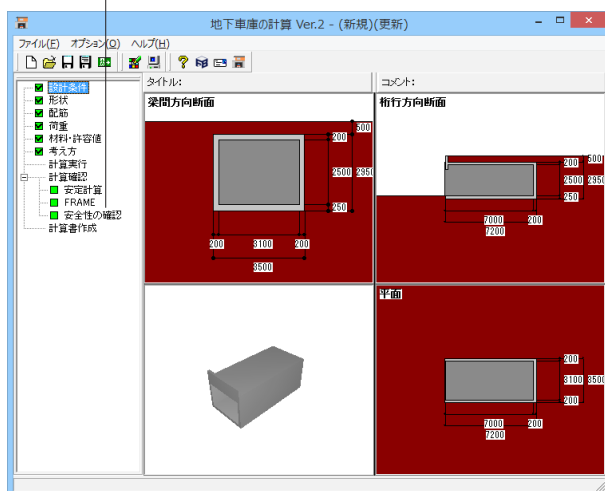 地下車庫の計算 Ver.2 - (新規)(更新)
ファイル(F) オプション(O) ヘルプ(H)
タイトル:
コメント:
設計条件
形状
配筋
荷重
材料・許容値
考え方
計算実行
計算確認
安定計算
FRAME
安全性の確認
計算書作成
梁間方向断面
500
200
2500
2950
250
200
3100
200
3500
桁行方向断面
500
200
2500
2950
250
7000
200
7200
平面
200
3100
3500
200
7000
200
7200